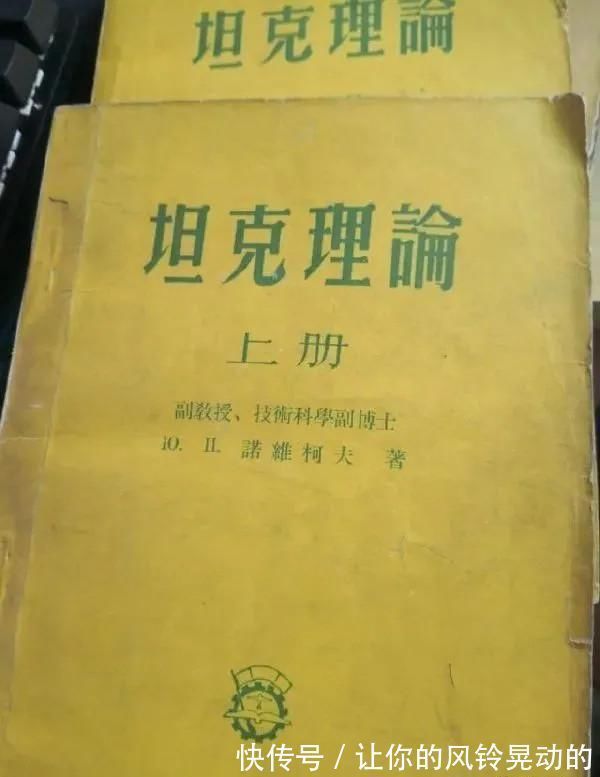 坦克理論
坦克理論
上册
副敎授、技術科學副博士
Ю. П. 諾維柯夫 著
快传号 / 让你的风铃晃动的